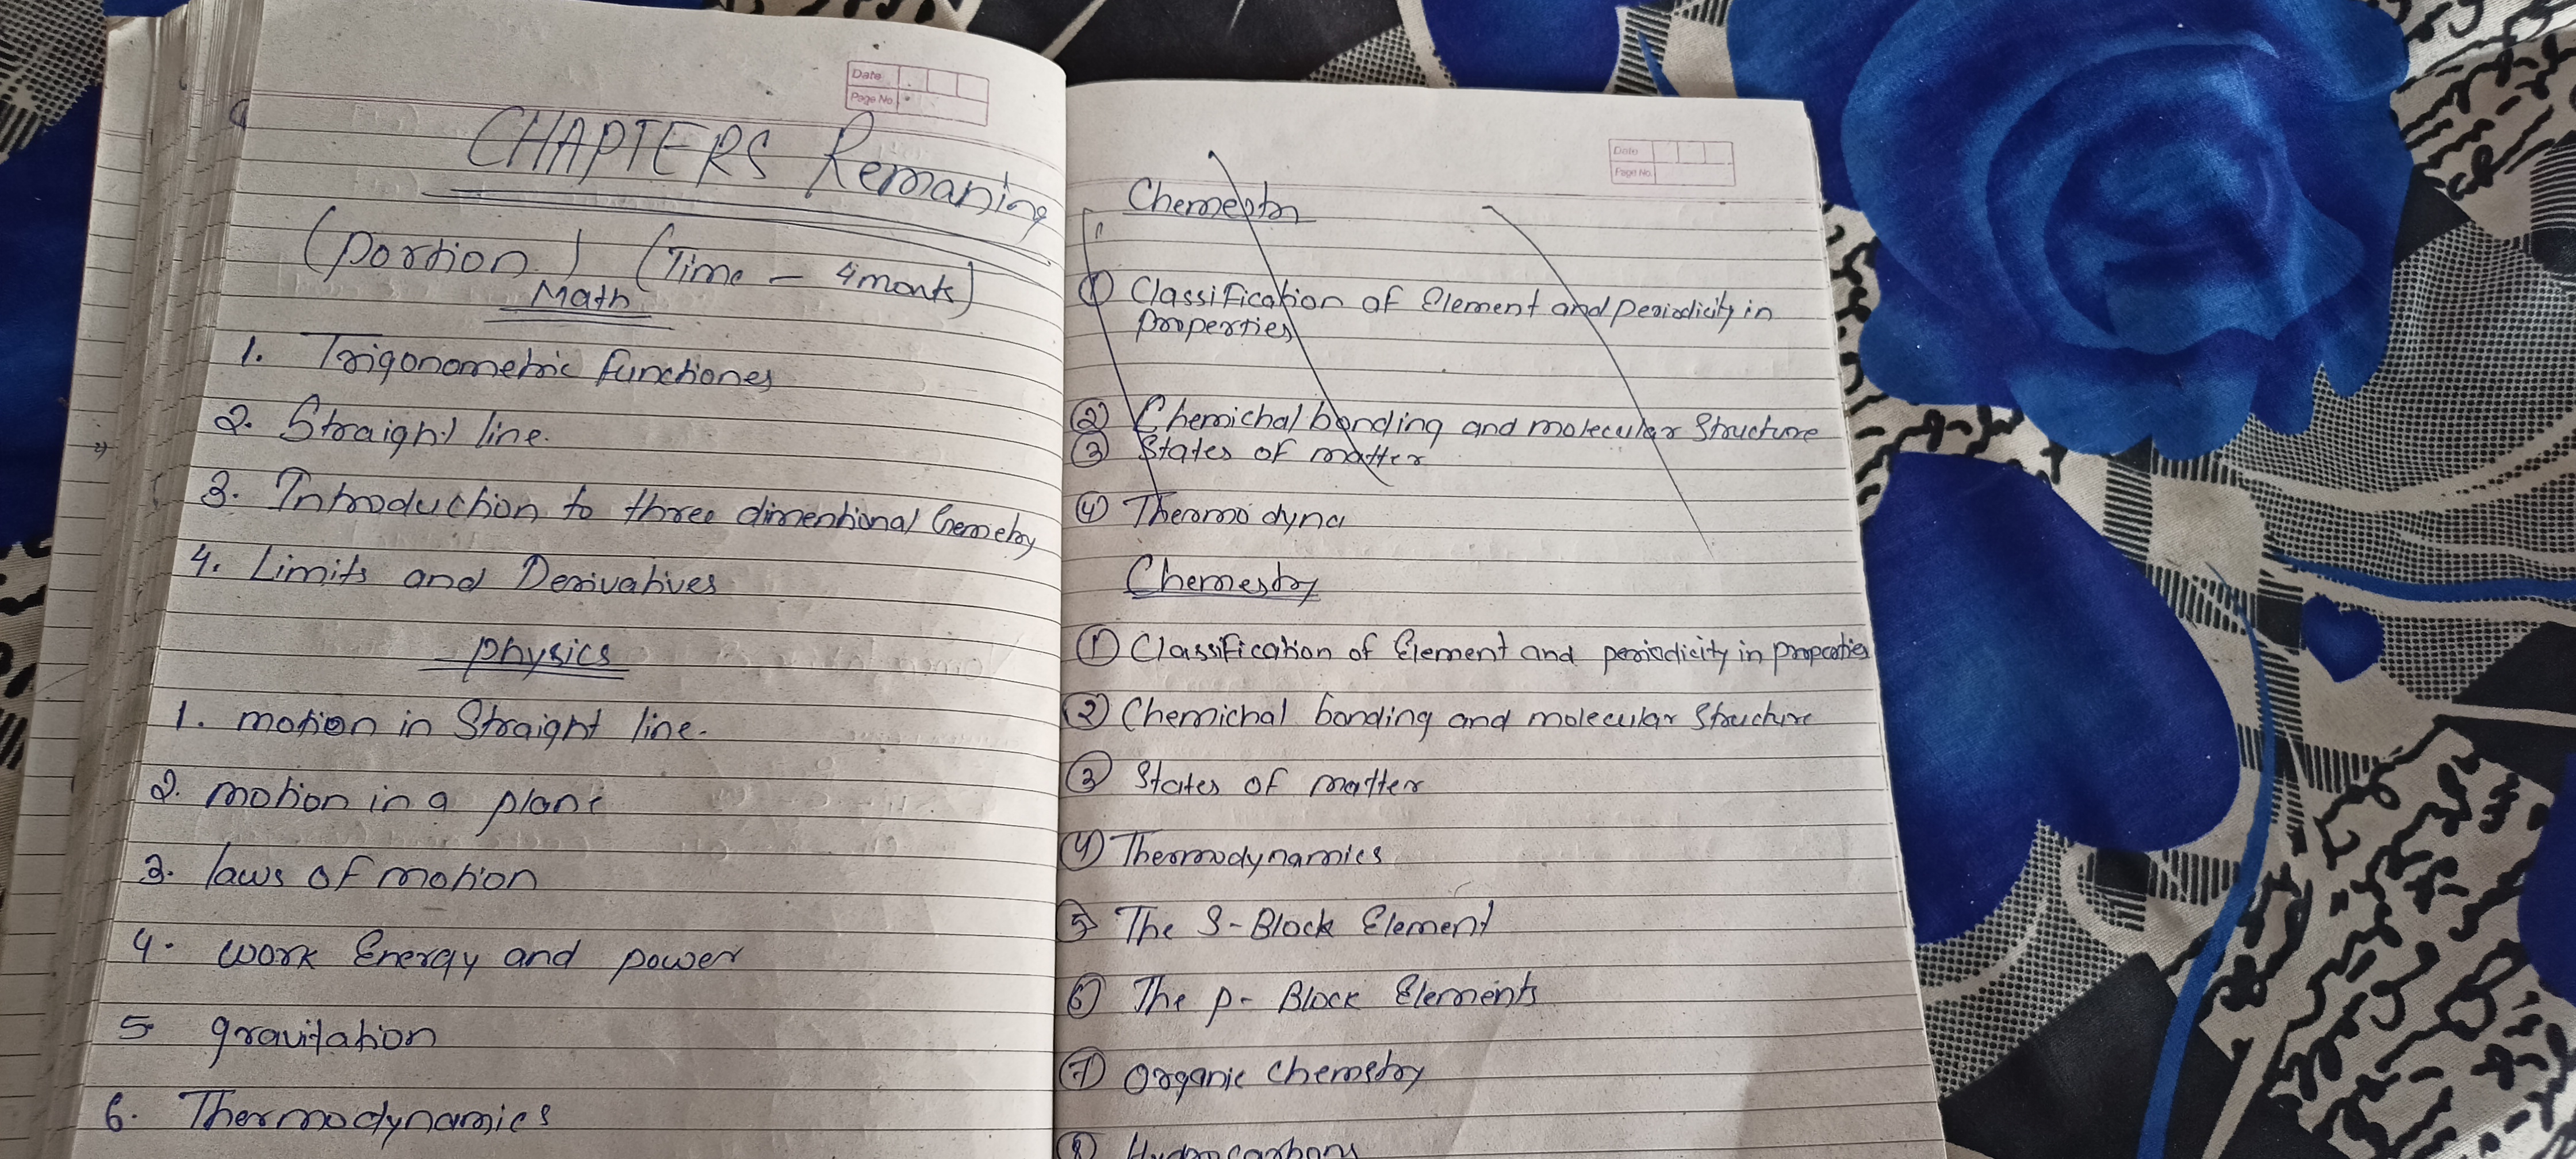 Date
Page No.
CHAPTERS Remaning
(portion) (Time - 4 month)
Math
1. Trigonometric functiones
2. Straight line.
3. Introduction to three dimentional Geometry
4. Limits and Derivatives
physics
1. motion in Straight line.
2. motion in a plane
3. laws of motion
4. work Energy and power
5 gravitation
6. Thermodynamics
Date
Page No.
Chemestr
① Classification of Element and periodicity in
properties
② Chemichal bonding and molecular Structure
③ States of matter
④ Thermo dyna
Chemestry
① Classification of Element and periodicity in properties
② Chemichal bonding and molecular Structure
③ States of matter
④ Thermodynamics
⑤ The S-Block Element
⑥ The p- Block Elements
⑦ Organic Chemestry
⑧ Hydrocarbons